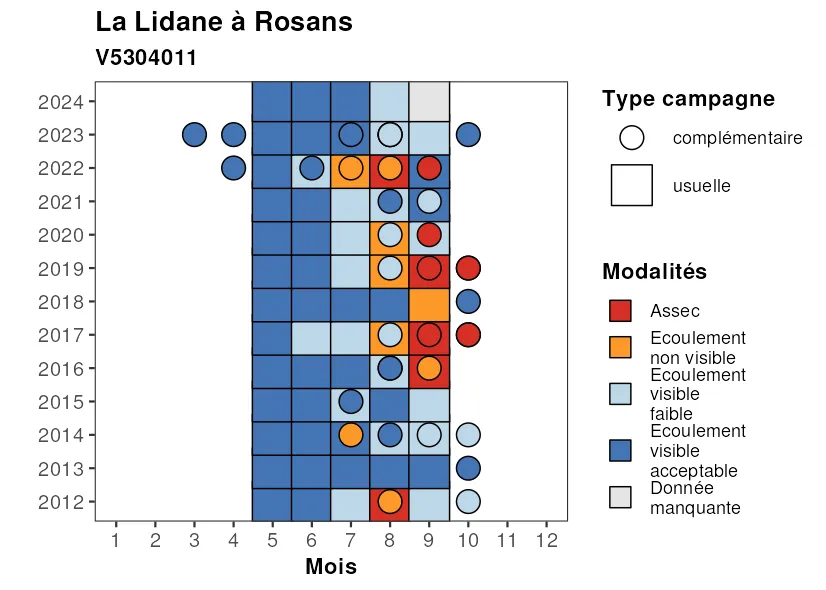 La Lidane à Rosans
V5304011
2024
2023
2022
2021
2020
2019
2018
2017
2016
2015
2014
2013
2012
1 2 3 4 5 6 7 8 9 10 11 12
Mois
Type campagne
complémentaire
usuelle
Modalités
Assec
Ecoulement
non visible
Ecoulement
visible
faible
Ecoulement
visible
acceptable
Donnée
manquante